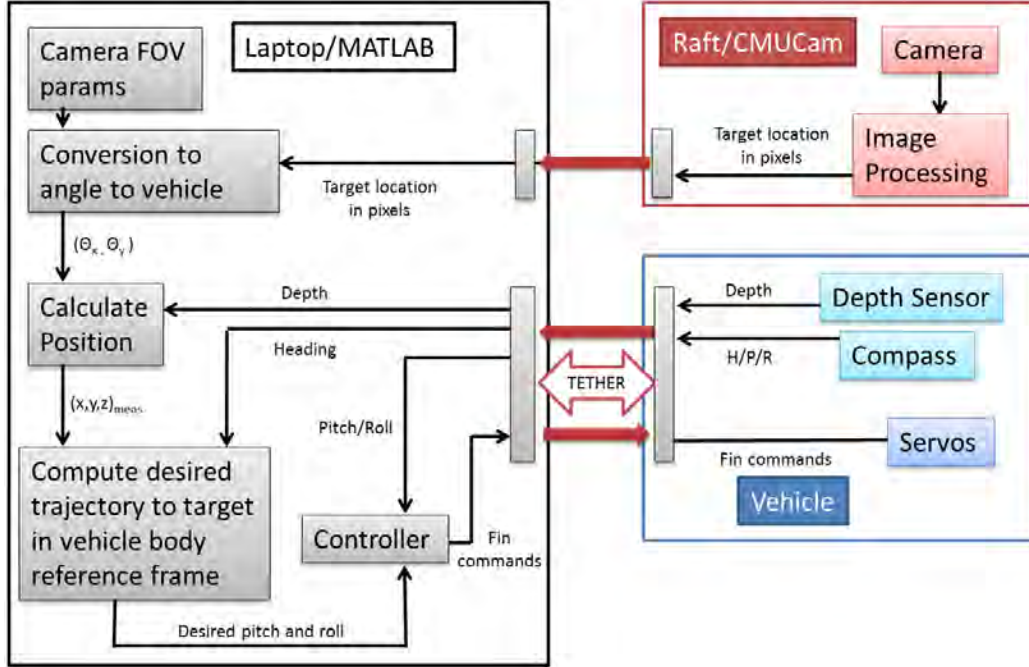 Camera FOV
params
Laptop/MATLAB
Raft/CMUCam
Camera
Conversion to
angle to vehicle
Target location
in pixels
Target location
in pixels
Image
Processing
(Θx, Θy)
Calculate
Position
Depth
Heading
Depth
Depth Sensor
H/P/R
Compass
TETHER
(x,y,z)meas
Pitch/Roll
Fin commands
Servos
Vehicle
Compute desired
trajectory to target
in vehicle body
reference frame
Controller
Fin
commands
Desired pitch and roll